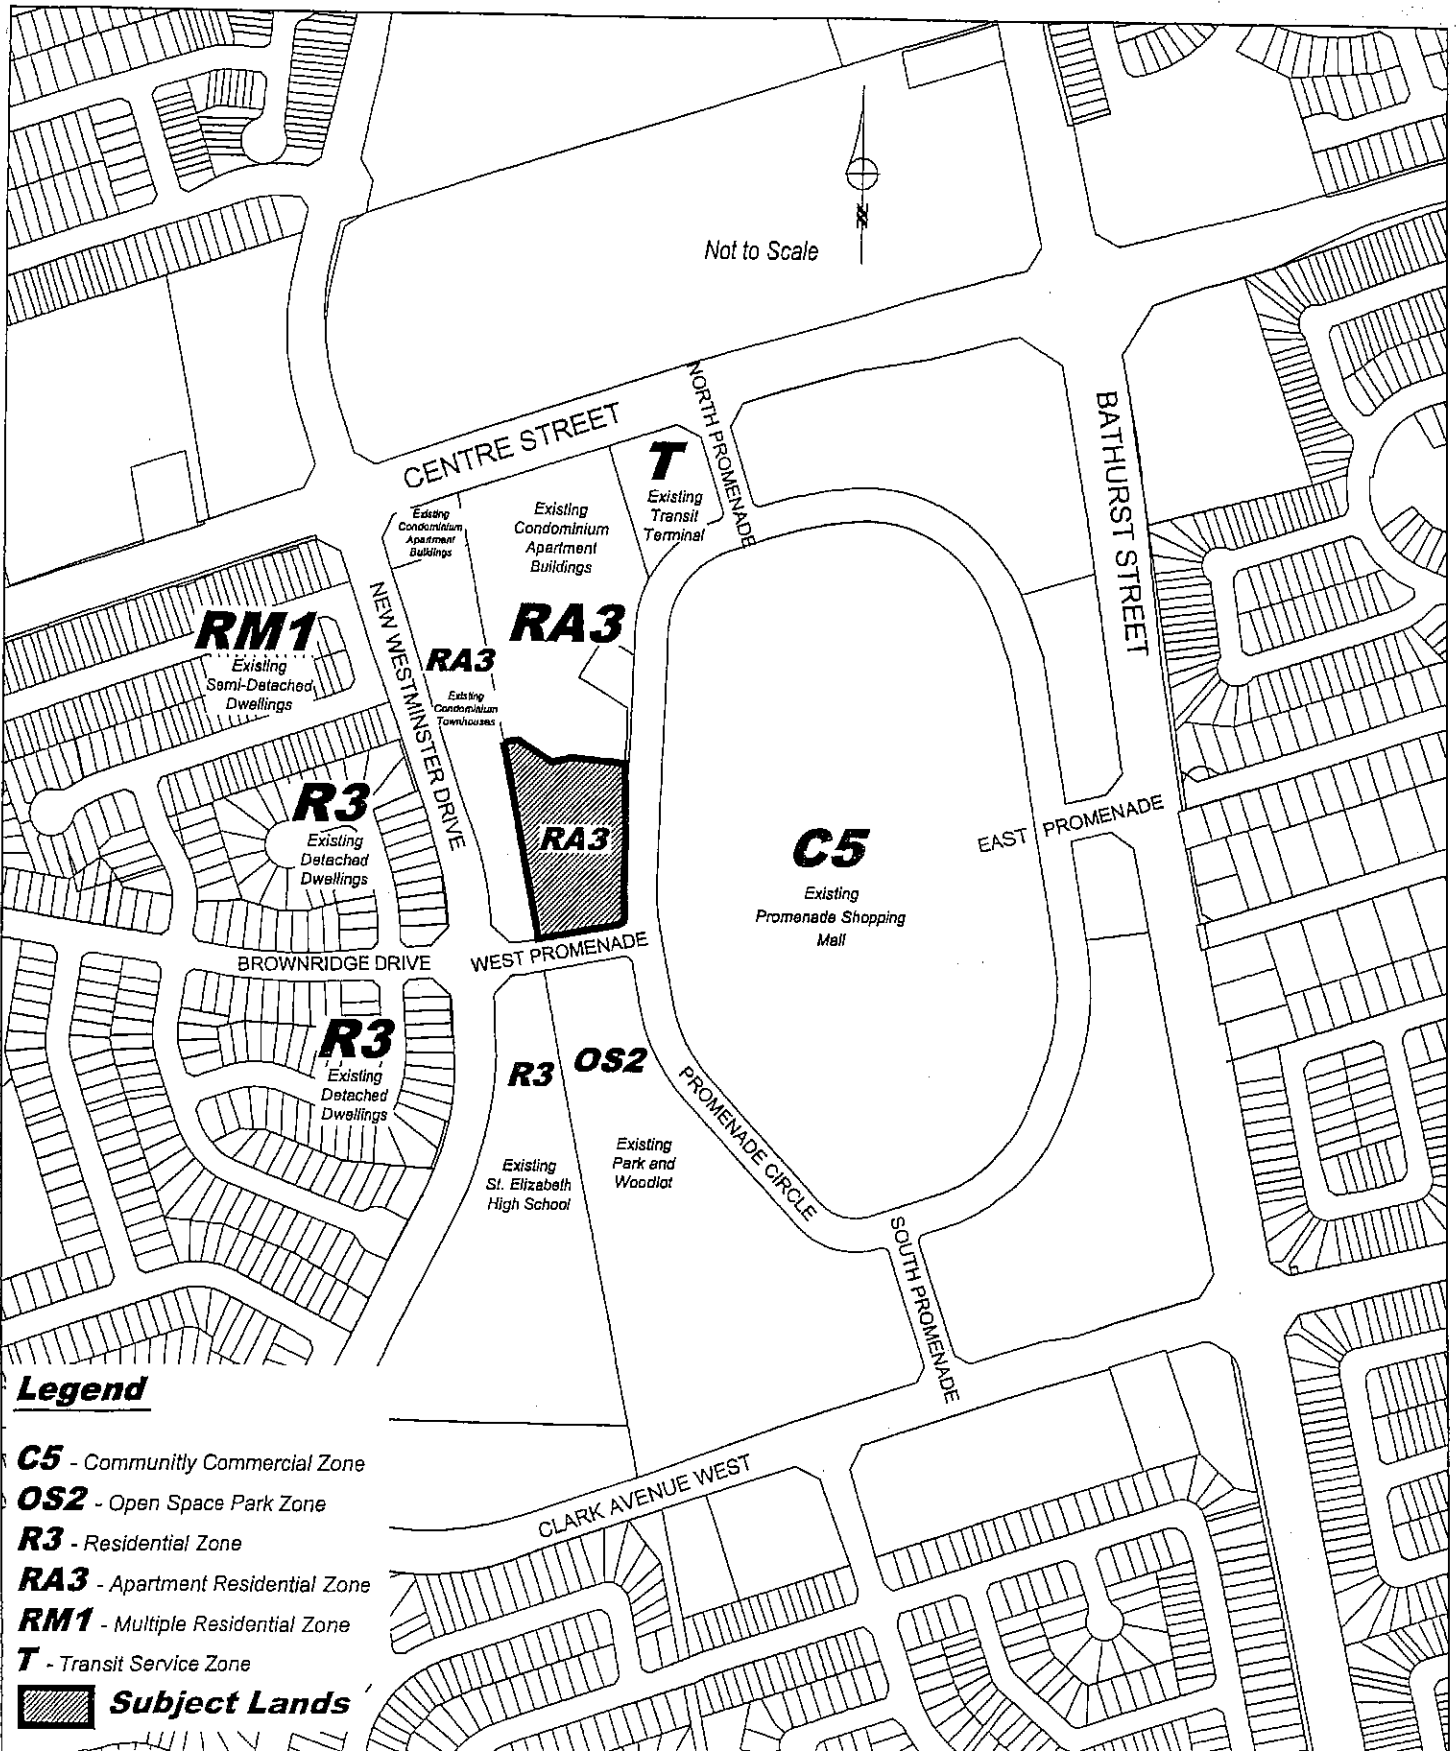 Not to Scale
NORTH PROMENADE
CENTRE STREET
BATHURST STREET
T
Existing
Transit
Terminal
Existing
Condominium
Apartment
Buildings
Existing
Condominium
Apartment
Buildings
NEW WESTMINSTER DRIVE
RM1
Existing
Semi-Detached
Dwellings
RA3
RA3
Existing
Condominium
Townhouses
R3
Existing
Detached
Dwellings
RA3
C5
Existing
Promenade Shopping
Mall
EAST PROMENADE
BROWNRIDGE DRIVE
WEST PROMENADE
R3
Existing
Detached
Dwellings
R3
OS2
PROMENADE CIRCLE
Existing
St. Elizabeth
High School
Existing
Park and
Woodlot
SOUTH PROMENADE
CLARK AVENUE WEST
Legend
C5 - Communitly Commercial Zone
OS2 - Open Space Park Zone
R3 - Residential Zone
RA3 - Apartment Residential Zone
RM1 - Multiple Residential Zone
T - Transit Service Zone
Subject Lands